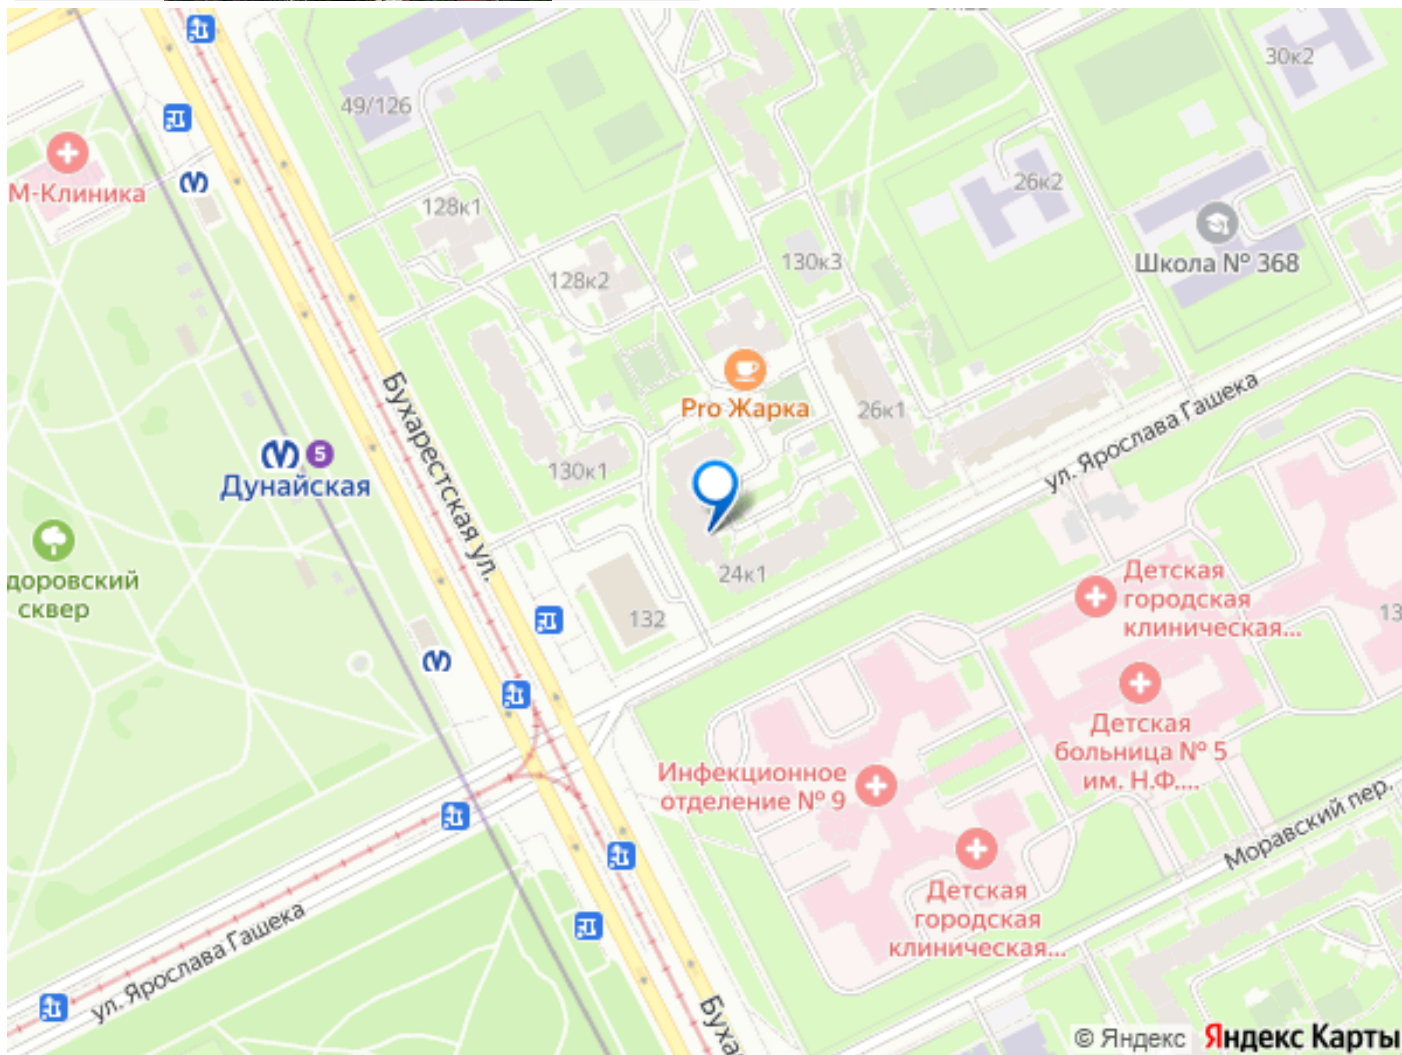 30к2
49/126
М-Клиника
128к1
26к2
Школа № 368
130к3
128к2
Pro Жарка
26к1
Бухарестская ул.
ул. Ярослава Гашека
5
Дунайская
130к1
24к1
132
доровский
сквер
Детская
городская
клиническая...
13
Детская
больница № 5
им. Н.Ф....
Инфекционное
отделение № 9
Моравский пер.
Детская
городская
клиническая...
ул. Ярослава Гашека
Буха
© Яндекс Яндекс Карты